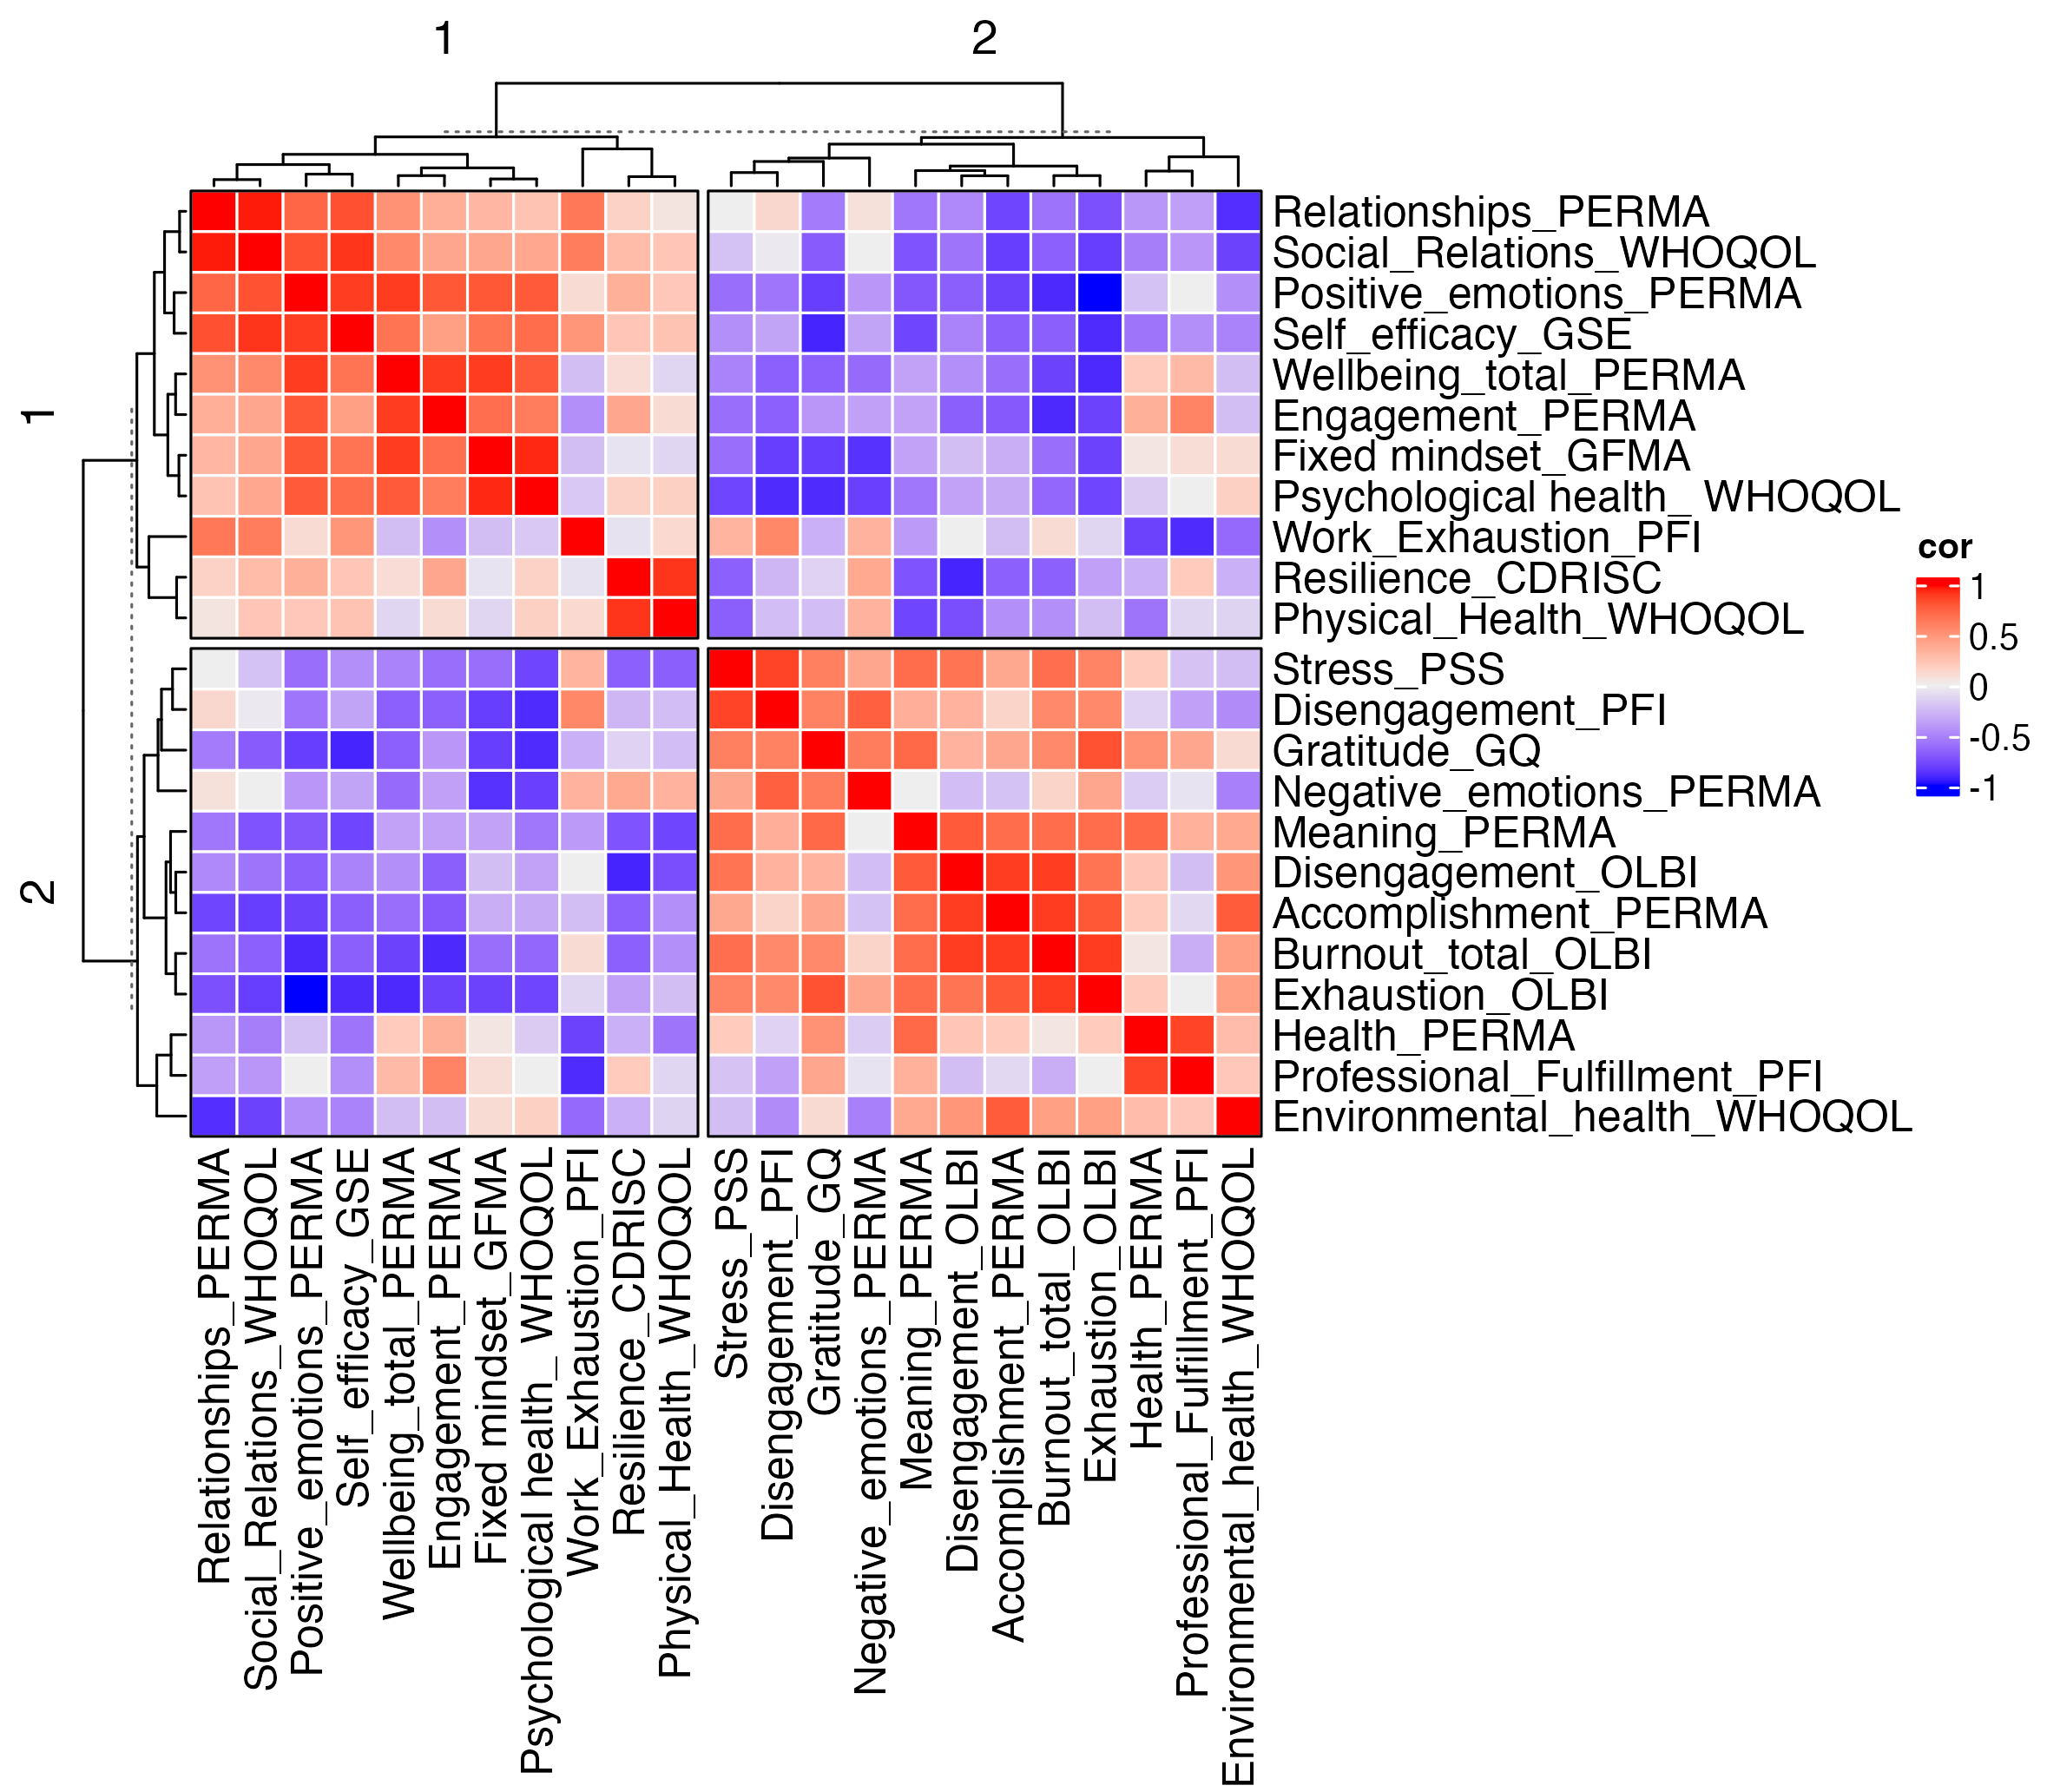 1
2
1
2
Relationships_PERMA
Social_Relations_WHOQOL
Positive_emotions_PERMA
Self_efficacy_GSE
Wellbeing_total_PERMA
Engagement_PERMA
Fixed mindset_GFMA
Psychological health_ WHOQOL
Work_Exhaustion_PFI
Resilience_CDRISC
Physical_Health_WHOQOL
Stress_PSS
Disengagement_PFI
Gratitude_GQ
Negative_emotions_PERMA
Meaning_PERMA
Disengagement_OLBI
Accomplishment_PERMA
Burnout_total_OLBI
Exhaustion_OLBI
Health_PERMA
Professional_Fulfillment_PFI
Environmental_health_WHOQOL
cor
1
0.5
0
-0.5
-1
Relationships_PERMA
Social_Relations_WHOQOL
Positive_emotions_PERMA
Self_efficacy_GSE
Wellbeing_total_PERMA
Engagement_PERMA
Fixed mindset_GFMA
Psychological health_ WHOQOL
Work_Exhaustion_PFI
Resilience_CDRISC
Physical_Health_WHOQOL
Stress_PSS
Disengagement_PFI
Gratitude_GQ
Negative_emotions_PERMA
Meaning_PERMA
Disengagement_OLBI
Accomplishment_PERMA
Burnout_total_OLBI
Exhaustion_OLBI
Health_PERMA
Professional_Fulfillment_PFI
Environmental_health_WHOQOL